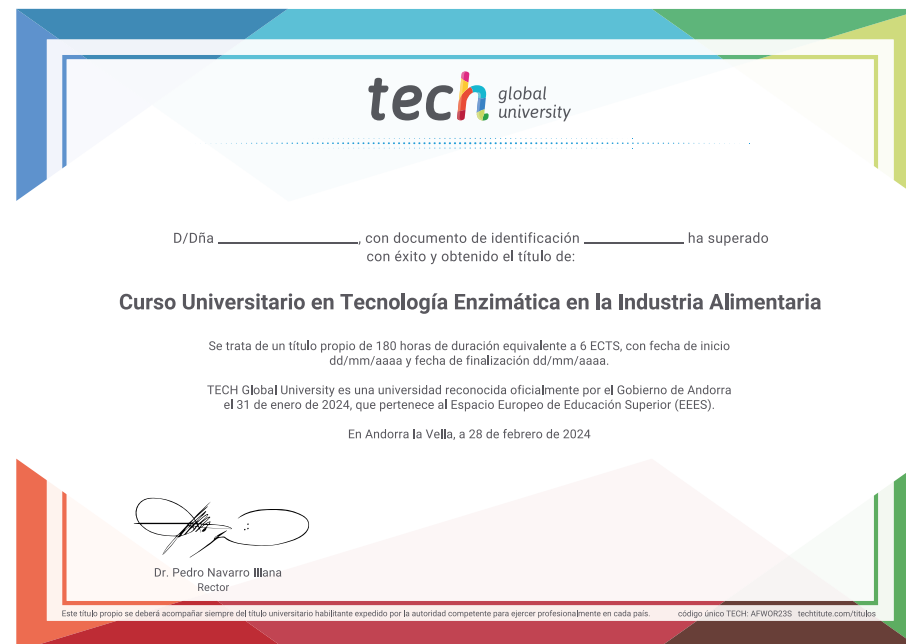 tech global university
D/Dña ____________________, con documento de identificación ______________ ha superado
con éxito y obtenido el título de:
Curso Universitario en Tecnología Enzimática en la Industria Alimentaria
Se trata de un título propio de 180 horas de duración equivalente a 6 ECTS, con fecha de inicio
dd/mm/aaaa y fecha de finalización dd/mm/aaaa.
TECH Global University es una universidad reconocida oficialmente por el Gobierno de Andorra
el 31 de enero de 2024, que pertenece al Espacio Europeo de Educación Superior (EEES).
En Andorra la Vella, a 28 de febrero de 2024
Dr. Pedro Navarro Illana
Rector
Este título propio se deberá acompañar siempre del título universitario habilitante expedido por la autoridad competente para ejercer profesionalmente en cada país. código único TECH: AFWOR23S techtitute.com/titulos